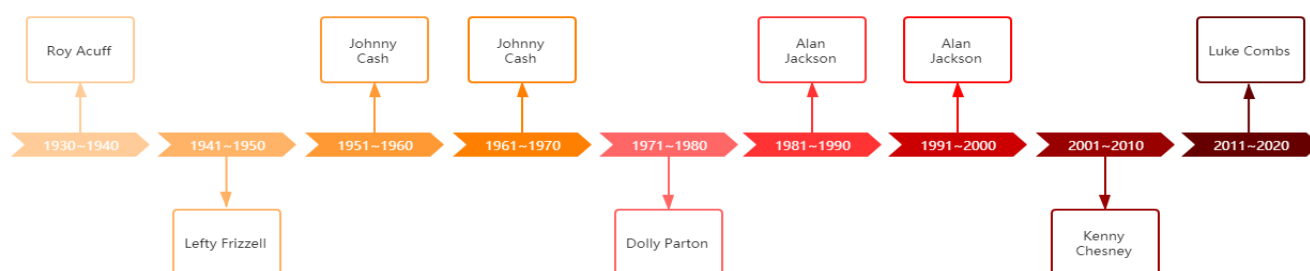 Roy Acuff
Johnny
Cash
Johnny
Cash
Alan
Jackson
Alan
Jackson
Luke Combs
1930~1940
1941~1950
1951~1960
1961~1970
1971~1980
1981~1990
1991~2000
2001~2010
2011~2020
Lefty Frizzell
Dolly Parton
Kenny
Chesney